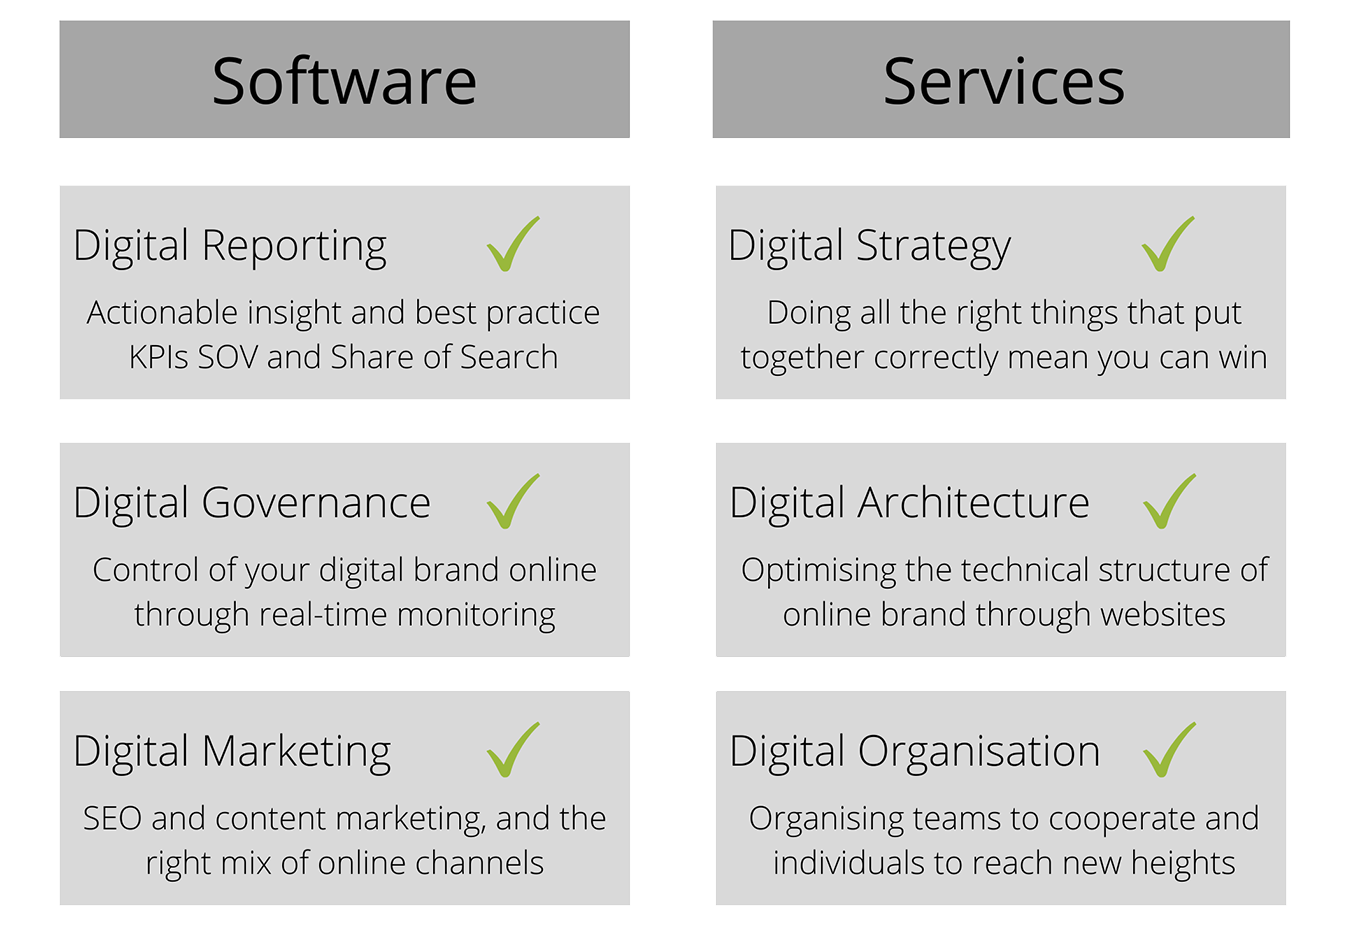 Software
Digital Reporting
Actionable insight and best practice
KPIs SOV and Share of Search
Digital Governance
Control of your digital brand online
through real-time monitoring
Digital Marketing
SEO and content marketing, and the
right mix of online channels
Services
Digital Strategy
Doing all the right things that put
together correctly mean you can win
Digital Architecture
Optimising the technical structure of
online brand through websites
Digital Organisation
Organising teams to cooperate and
individuals to reach new heights